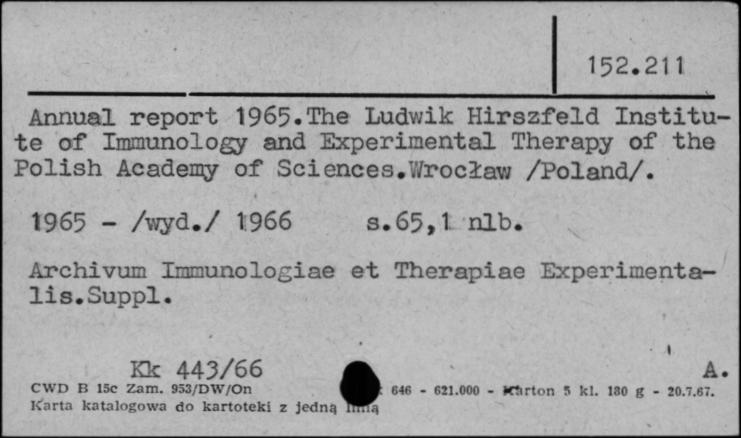 152.211
Annual report 1965.The Ludwik Hirszfeld Institu-
te of Immunology and Experimental Therapy of the
Polish Academy of Sciences.Wrocław /Poland/.
1965 - /wyd./ 1966 s.65,1 nlb.
Archivum Immunologiae et Therapiae Experimenta-
lis.Suppl.
Kk 443/66 A.
CWD B 15c Zam. 953/DW/On 646 - 621.000 - Karton 5 kl. 180 g - 20.7.67.
Karta katalogowa do kartoteki z jedną linią